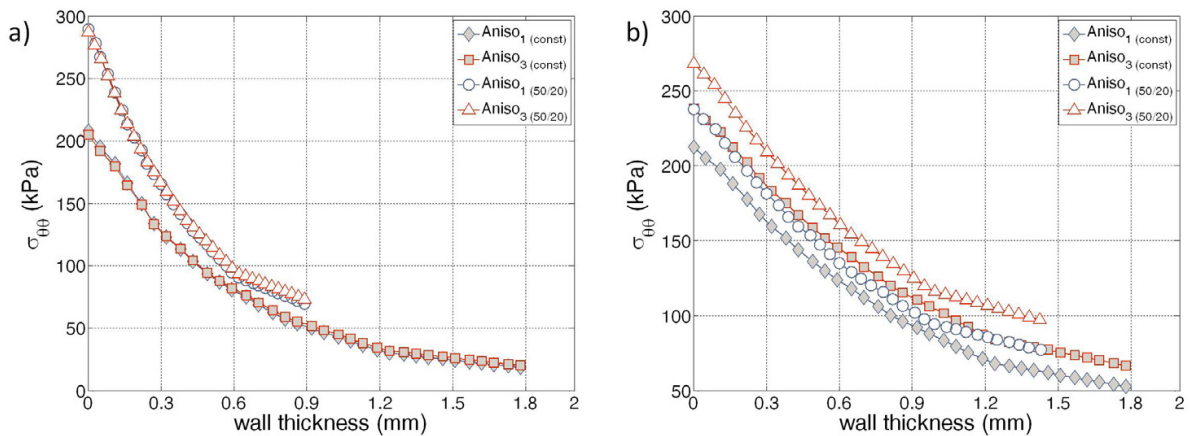 a)
300
250
200
150
100
50
0
σθθ (kPa)
0 0.3 0.6 0.9 1.2 1.5 1.8 2
wall thickness (mm)
Aniso1 (const)
Aniso3 (const)
Aniso1 (50/20)
Aniso3 (50/20)
b)
300
250
200
150
100
50
σθθ (kPa)
0 0.3 0.6 0.9 1.2 1.5 1.8 2
wall thickness (mm)
Aniso1 (const)
Aniso3 (const)
Aniso1 (50/20)
Aniso3 (50/20)